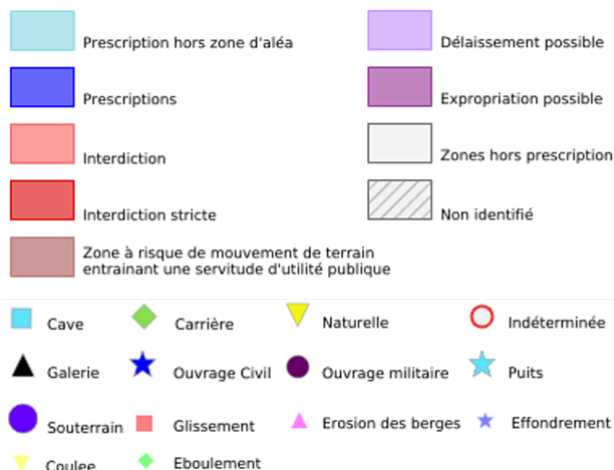 Prescription hors zone d'aléa
Délaissement possible
Prescriptions
Expropriation possible
Interdiction
Zones hors prescription
Interdiction stricte
Non identifié
Zone à risque de mouvement de terrain
entrainant une servitude d'utilité publique
Cave
Carrière
Naturelle
Indéterminée
Galerie
Ouvrage Civil
Ouvrage militaire
Puits
Souterrain
Glissement
Erosion des berges
Effondrement
Coulee
Eboulement